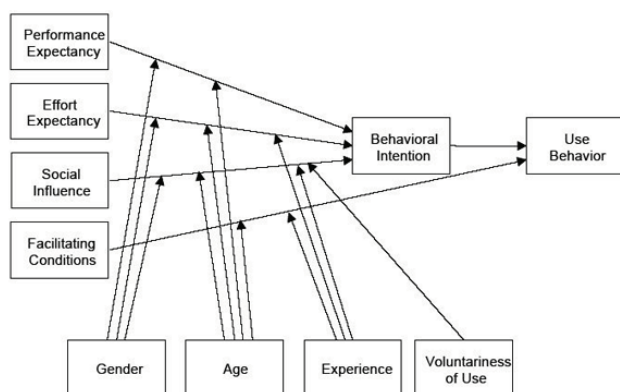 Performance
Expectancy
Effort
Expectancy
Social
Influence
Facilitating
Conditions
Behavioral
Intention
Use
Behavior
Gender
Age
Experience
Voluntariness
of Use